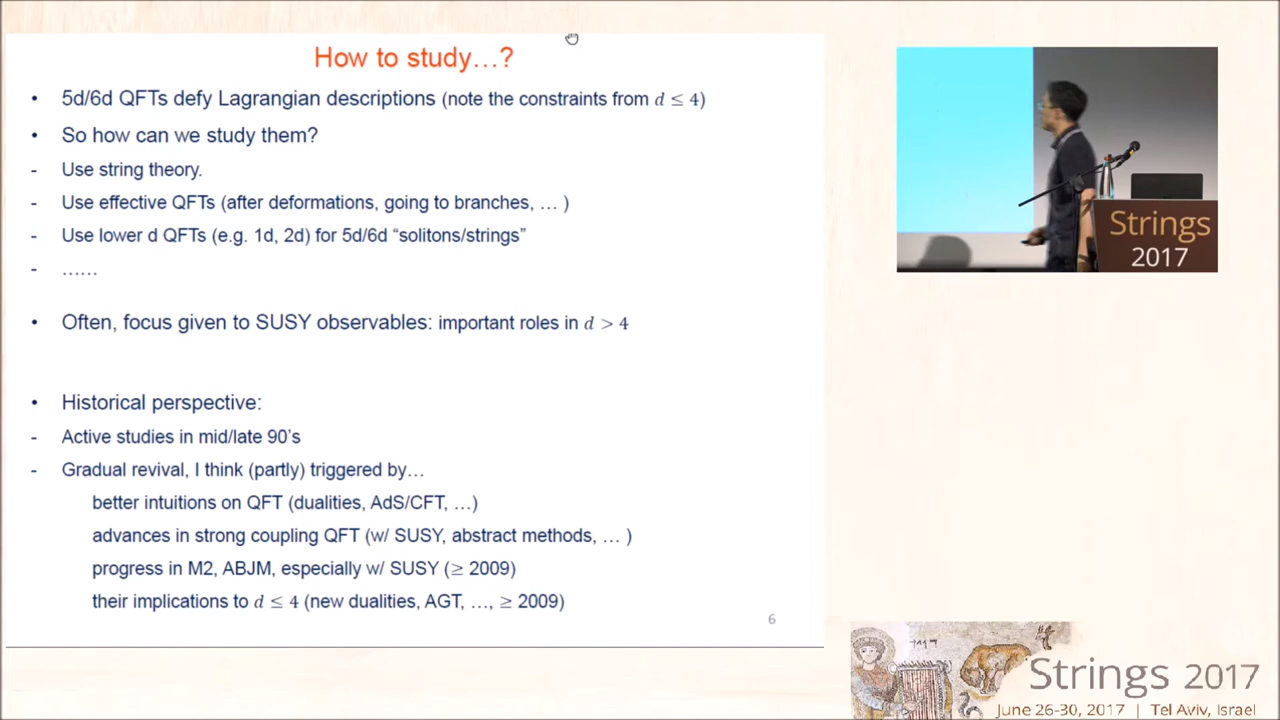 How to study…?
• 5d/6d QFTs defy Lagrangian descriptions (note the constraints from d ≤ 4)
• So how can we study them?
- Use string theory.
- Use effective QFTs (after deformations, going to branches, … )
- Use lower d QFTs (e.g. 1d, 2d) for 5d/6d “solitons/strings”
- ……
• Often, focus given to SUSY observables: important roles in d > 4
• Historical perspective:
- Active studies in mid/late 90’s
- Gradual revival, I think (partly) triggered by…
better intuitions on QFT (dualities, AdS/CFT, …)
advances in strong coupling QFT (w/ SUSY, abstract methods, … )
progress in M2, ABJM, especially w/ SUSY (≥ 2009)
their implications to d ≤ 4 (new dualities, AGT, …, ≥ 2009)
6
Strings
2017
Strings 2017
June 26-30, 2017 | Tel Aviv, Israel